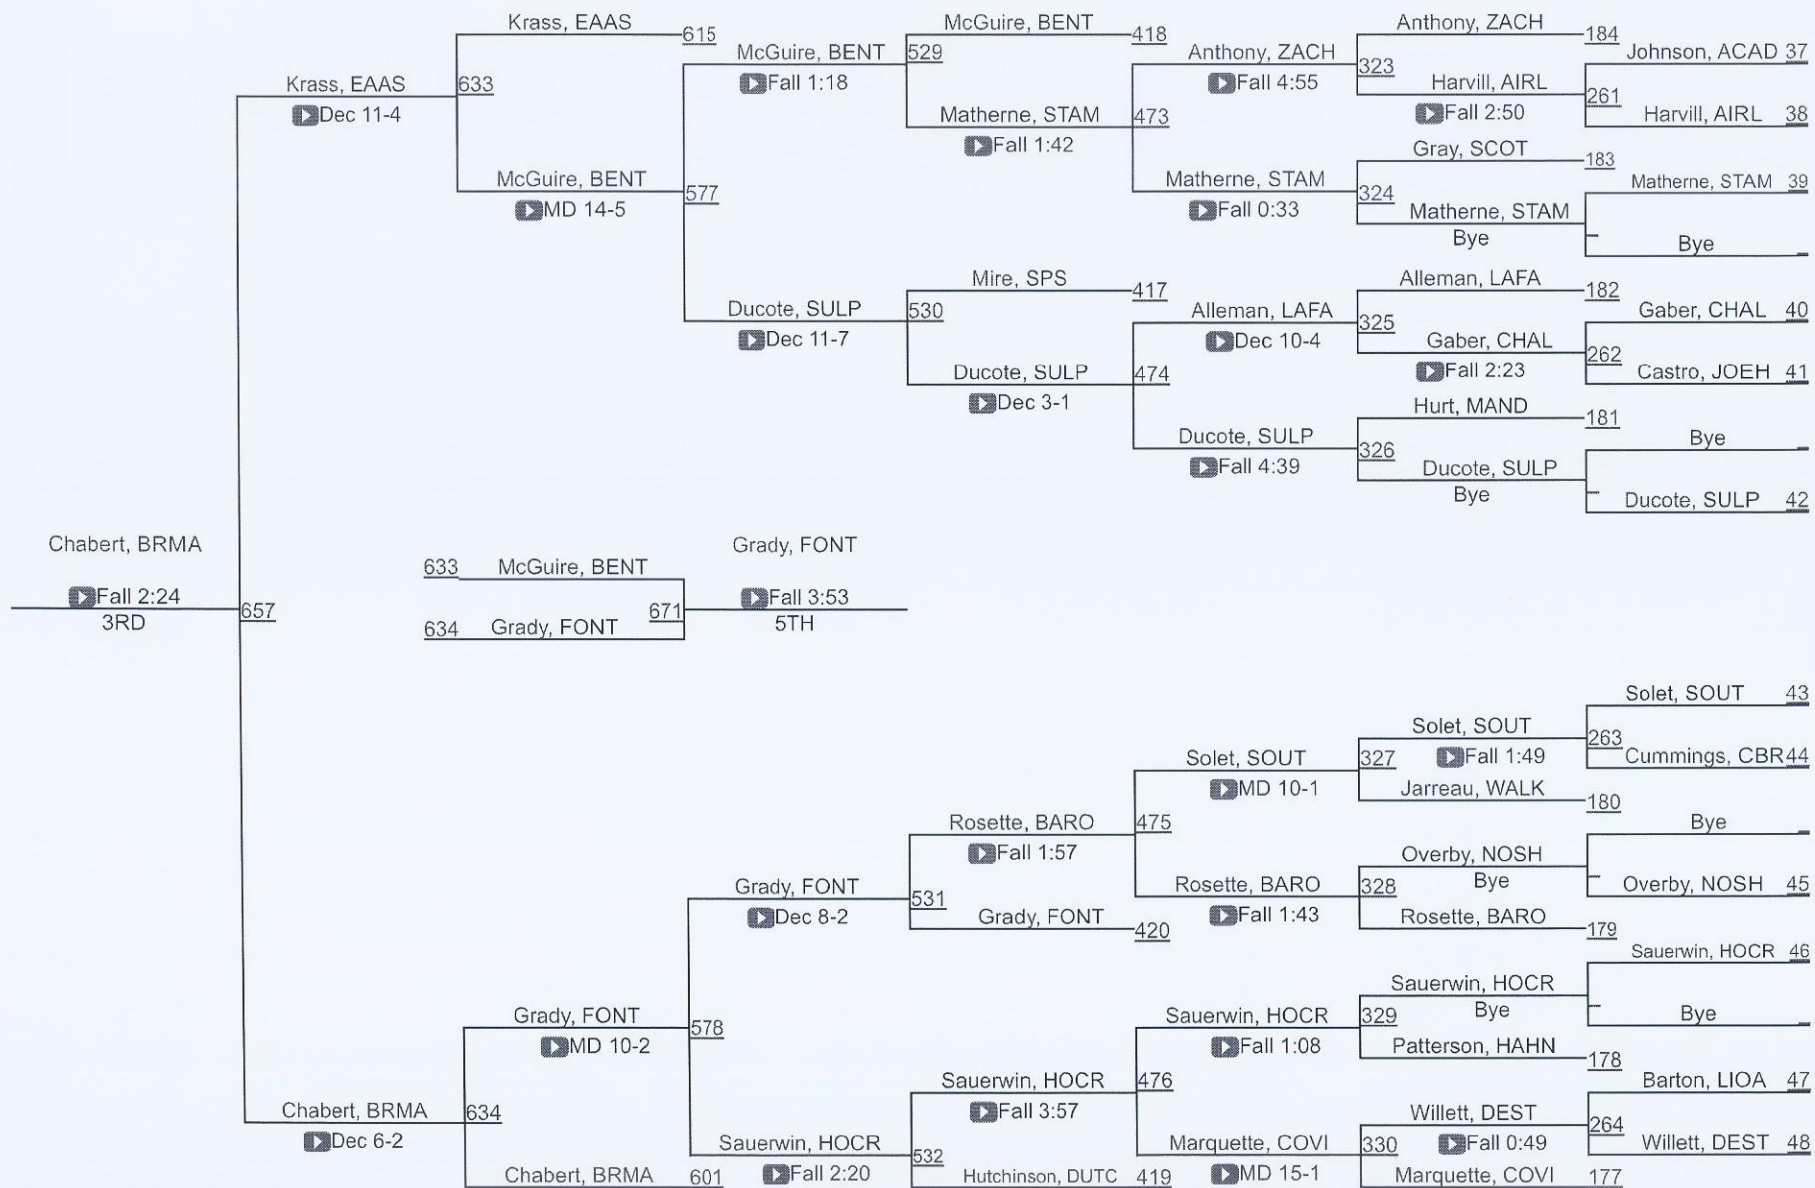 Krass, EAAS
615
McGuire, BENT
418
Anthony, ZACH
184
Johnson, ACAD 37
McGuire, BENT
529
Fall 1:18
Anthony, ZACH
323
Fall 4:55
Harvill, AIRL
261
Fall 2:50
Harvill, AIRL 38
Krass, EAAS
633
Dec 11-4
Matherne, STAM
473
Fall 1:42
Gray, SCOT
183
Matherne, STAM 39
McGuire, BENT
577
MD 14-5
Matherne, STAM
324
Fall 0:33
Matherne, STAM
Bye
Bye
Mire, SPS
417
Alleman, LAFA
182
Gaber, CHAL 40
Ducote, SULP
530
Dec 11-7
Alleman, LAFA
325
Dec 10-4
Gaber, CHAL
262
Fall 2:23
Castro, JOEH 41
Ducote, SULP
474
Dec 3-1
Hurt, MAND
181
Bye
Ducote, SULP
326
Fall 4:39
Ducote, SULP
Bye
Ducote, SULP 42
Chabert, BRMA
Fall 2:24
3RD
657
633 McGuire, BENT
634 Grady, FONT
671
Grady, FONT
Fall 3:53
5TH
Solet, SOUT 43
Solet, SOUT
263
Fall 1:49
Cummings, CBR44
Solet, SOUT
327
MD 10-1
Jarreau, WALK
180
Rosette, BARO
475
Fall 1:57
Bye
Overby, NOSH
Bye
Overby, NOSH 45
Rosette, BARO
328
Fall 1:43
Rosette, BARO
179
Grady, FONT
531
Dec 8-2
Grady, FONT
420
Sauerwin, HOCR 46
Sauerwin, HOCR
Bye
Bye
Grady, FONT
578
MD 10-2
Sauerwin, HOCR
329
Fall 1:08
Patterson, HAHN
178
Sauerwin, HOCR
476
Fall 3:57
Barton, LIOA 47
Chabert, BRMA
634
Dec 6-2
Willett, DEST
264
Fall 0:49
Willett, DEST 48
Sauerwin, HOCR
532
Fall 2:20
Marquette, COVI
330
MD 15-1
Chabert, BRMA 601
Hutchinson, DUTC 419
Marquette, COVI 177